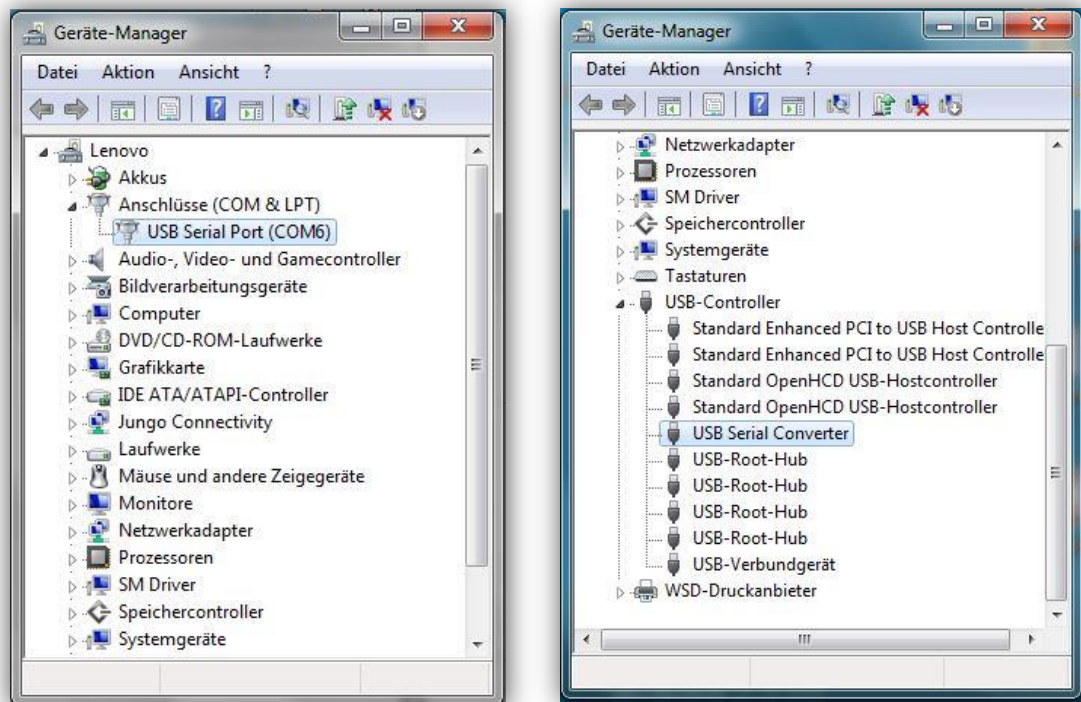 Geräte-Manager
Datei Aktion Ansicht ?
Lenovo
Akkus
Anschlüsse (COM & LPT)
USB Serial Port (COM6)
Audio-, Video- und Gamecontroller
Bildverarbeitungsgeräte
Computer
DVD/CD-ROM-Laufwerke
Grafikkarte
IDE ATA/ATAPI-Controller
Jungo Connectivity
Laufwerke
Mäuse und andere Zeigegeräte
Monitore
Netzwerkadapter
Prozessoren
SM Driver
Speichercontroller
Systemgeräte
Geräte-Manager
Datei Aktion Ansicht ?
Netzwerkadapter
Prozessoren
SM Driver
Speichercontroller
Systemgeräte
Tastaturen
USB-Controller
Standard Enhanced PCI to USB Host Controlle
Standard Enhanced PCI to USB Host Controlle
Standard OpenHCD USB-Hostcontroller
Standard OpenHCD USB-Hostcontroller
USB Serial Converter
USB-Root-Hub
USB-Root-Hub
USB-Root-Hub
USB-Root-Hub
USB-Verbundgerät
WSD-Druckanbieter